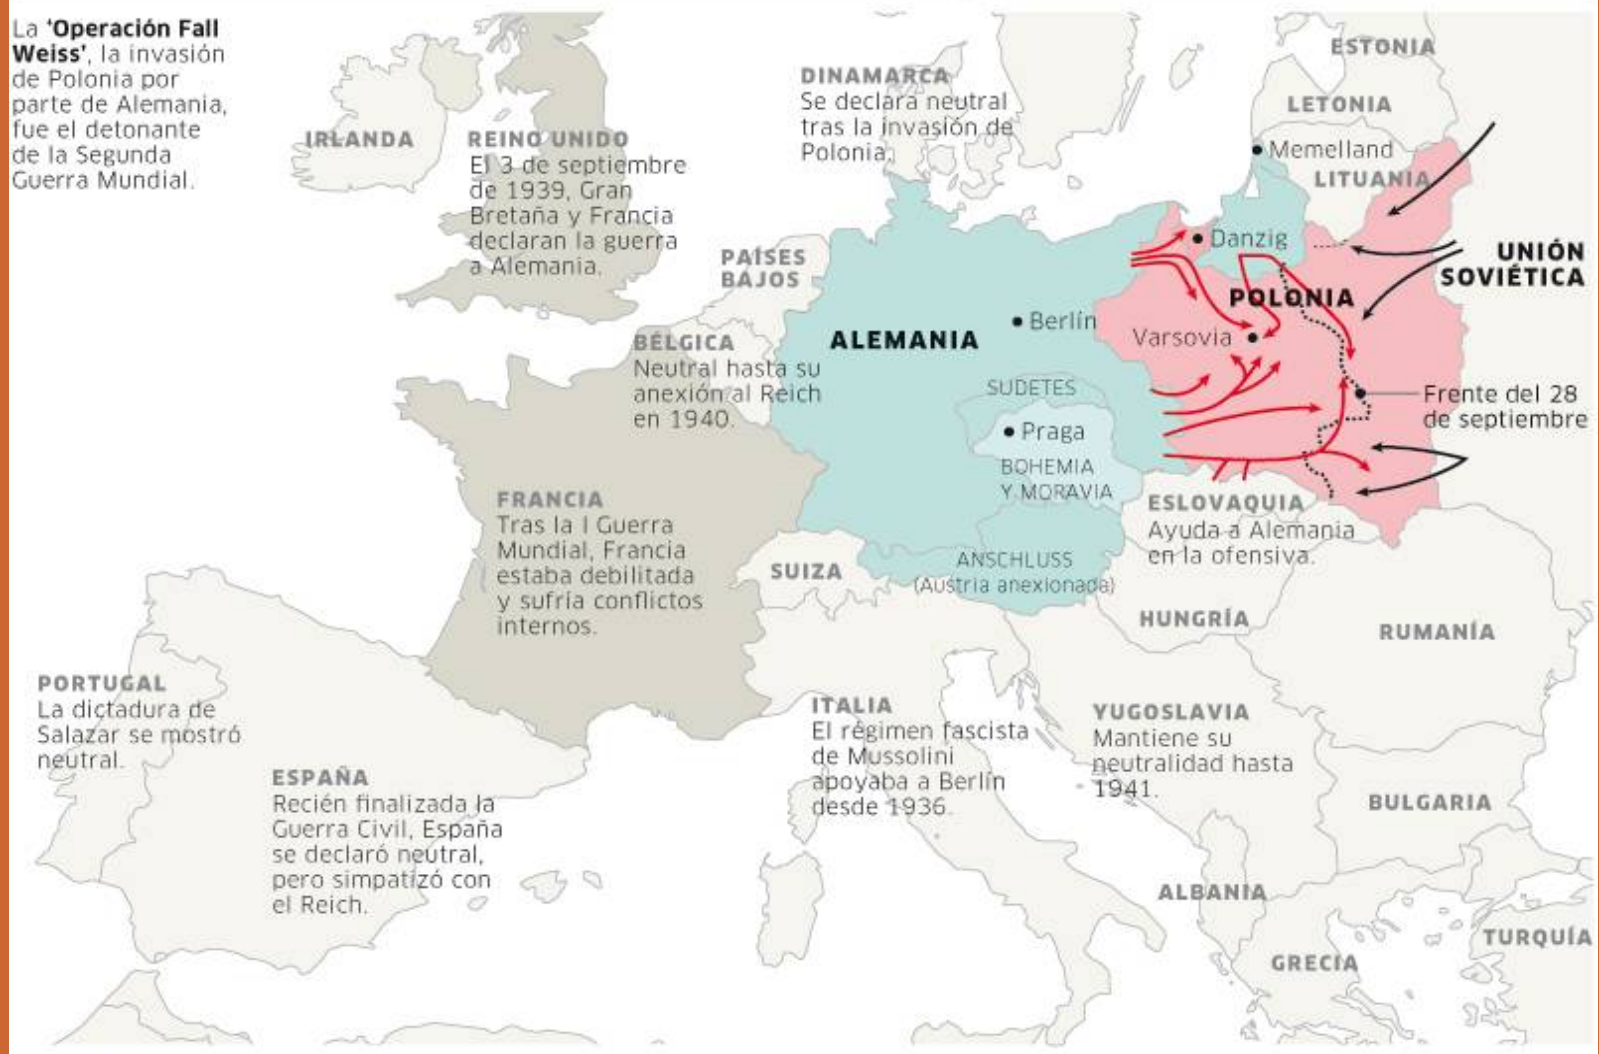 La 'Operación Fall
Weiss', la invasión
de Polonia por
parte de Alemania,
fue el detonante
de la Segunda
Guerra Mundial.
IRLANDA
REINO UNIDO
El 3 de septiembre
de 1939, Gran
Bretaña y Francia
declaran la guerra
a Alemania.
DINAMARCA
Se declara neutral
tras la invasión de
Polonia.
ESTONIA
LETONIA
Memelland
LITUANIA
PAÍSES
BAJOS
Danzig
UNIÓN
SOVIÉTICA
POLONIA
Berlín
ALEMANIA
Varsovia
BÉLGICA
Neutral hasta su
anexión al Reich
en 1940.
SUDETES
Frente del 28
de septiembre
Praga
BOHEMIA
Y MORAVIA
FRANCIA
Tras la I Guerra
Mundial, Francia
estaba debilitada
y sufría conflictos
internos.
ESLOVAQUIA
Ayuda a Alemania
en la ofensiva.
SUIZA
ANSCHLUSS
(Austria anexionada)
HUNGRÍA
RUMANÍA
PORTUGAL
La dictadura de
Salazar se mostró
neutral.
ITALIA
El régimen fascista
de Mussolini
apoyaba a Berlín
desde 1936.
YUGOSLAVIA
Mantiene su
neutralidad hasta
1941.
ESPAÑA
Recién finalizada la
Guerra Civil, España
se declaró neutral,
pero simpatizó con
el Reich.
BULGARIA
ALBANIA
TURQUÍA
GRECIA